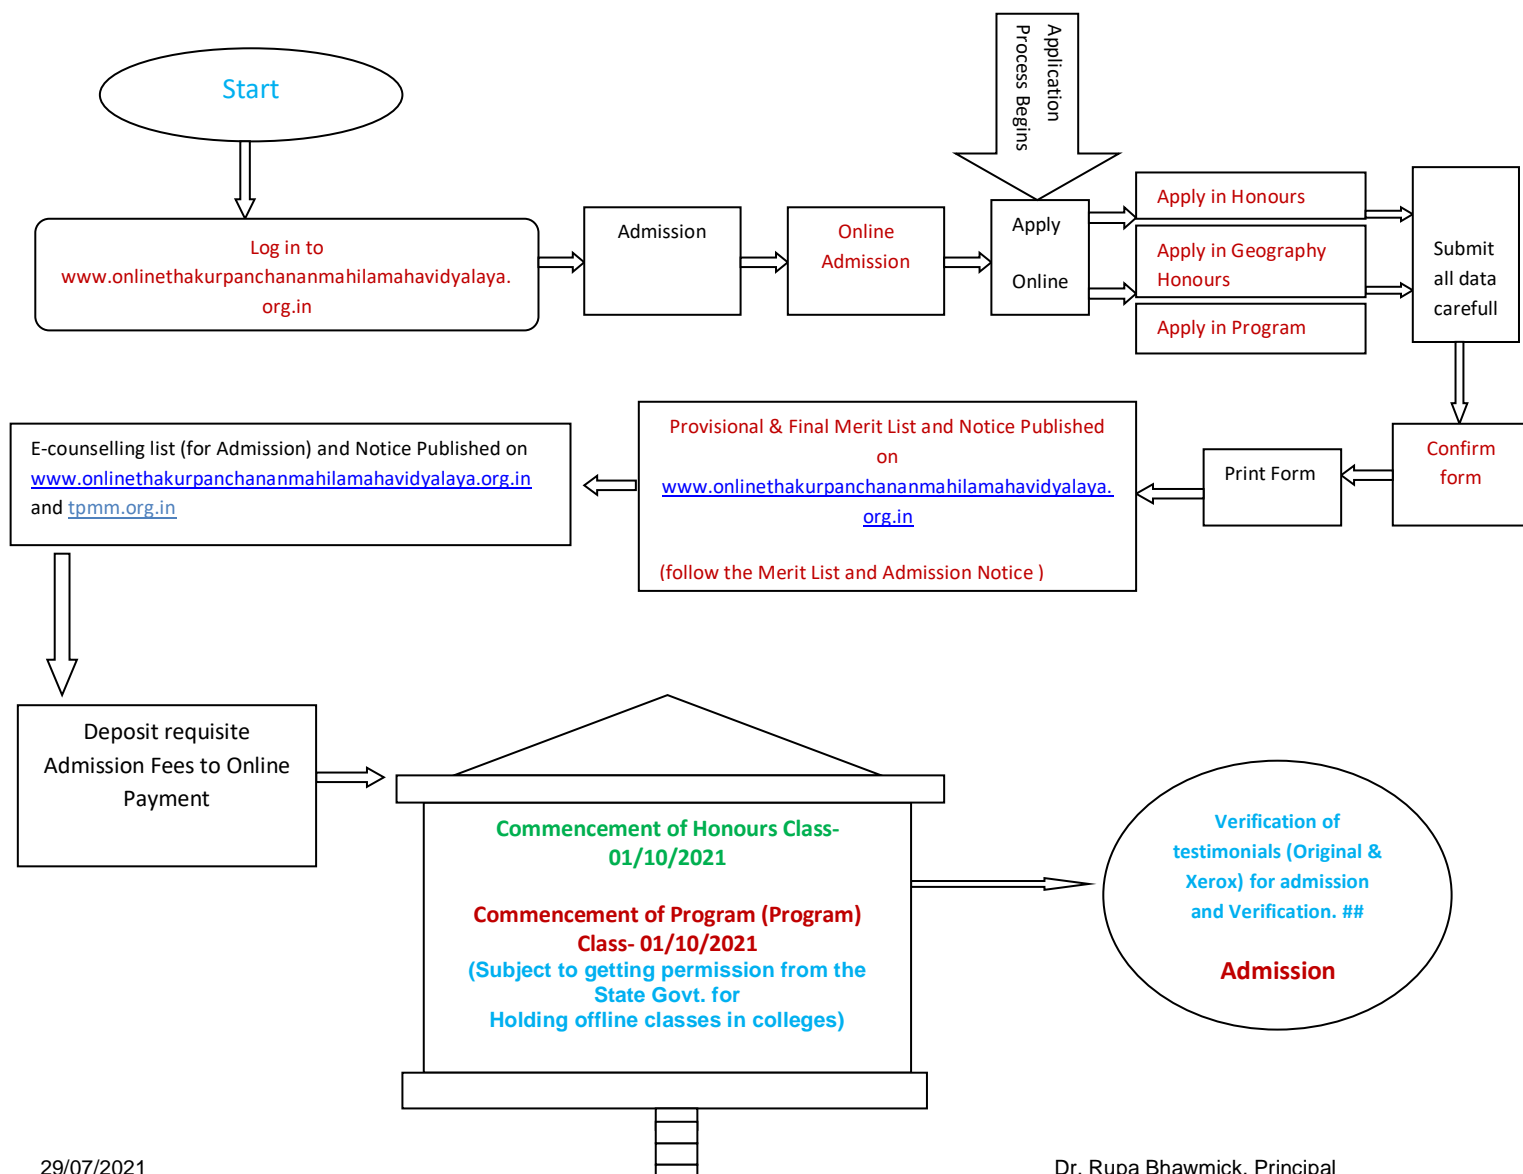 Start
Application
Process Begins
Log in to
www.onlinethakurpanchananmahilamahavidyalaya.
org.in
Admission
Online
Admission
Apply
Online
Apply in Honours
Apply in Geography
Honours
Apply in Program
Submit
all data
carefull
Confirm
form
Print Form
Provisional & Final Merit List and Notice Published
on
www.onlinethakurpanchananmahilamahavidyalaya.
org.in
(follow the Merit List and Admission Notice )
E-counselling list (for Admission) and Notice Published on
www.onlinethakurpanchananmahilamahavidyalaya.org.in
and tpmm.org.in
Deposit requisite
Admission Fees to Online
Payment
Commencement of Honours Class-
01/10/2021
Commencement of Program (Program)
Class- 01/10/2021
(Subject to getting permission from the
State Govt. for
Holding offline classes in colleges)
Verification of
testimonials (Original &
Xerox) for admission
and Verification. ##
Admission
29/07/2021
Dr. Rupa Bhawmick, Principal